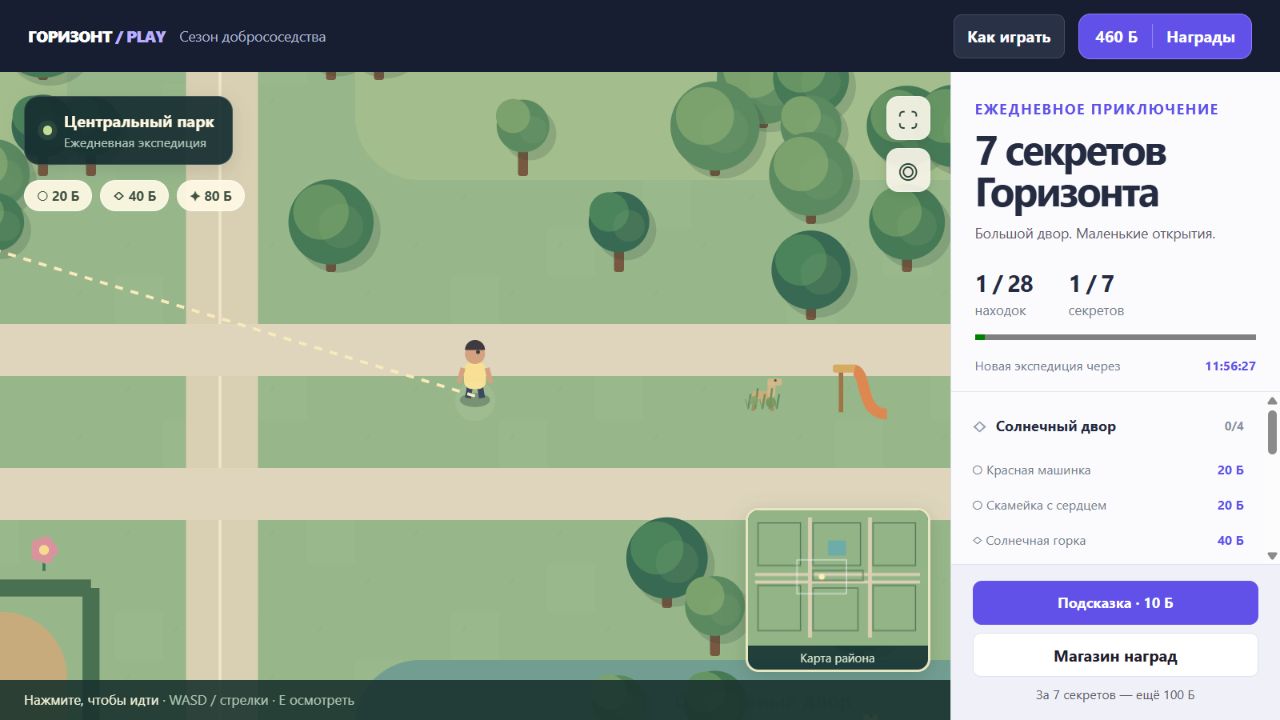 ГОРИЗОНТ / PLAY
Сезон добрососедства
Как играть
460 Б
Награды
Центральный парк
Ежедневная экспедиция
20 Б
40 Б
80 Б
ЕЖЕДНЕВНОЕ ПРИКЛЮЧЕНИЕ
7 секретов
Горизонта
Большой двор. Маленькие открытия.
1 / 28
находок
1 / 7
секретов
Новая экспедиция через
11:56:27
Солнечный двор
0/4
Красная машинка
20 Б
Скамейка с сердцем
20 Б
Солнечная горка
40 Б
Карта района
Подсказка · 10 Б
Магазин наград
За 7 секретов — ещё 100 Б
Нажмите, чтобы идти · WASD / стрелки · E осмотреть